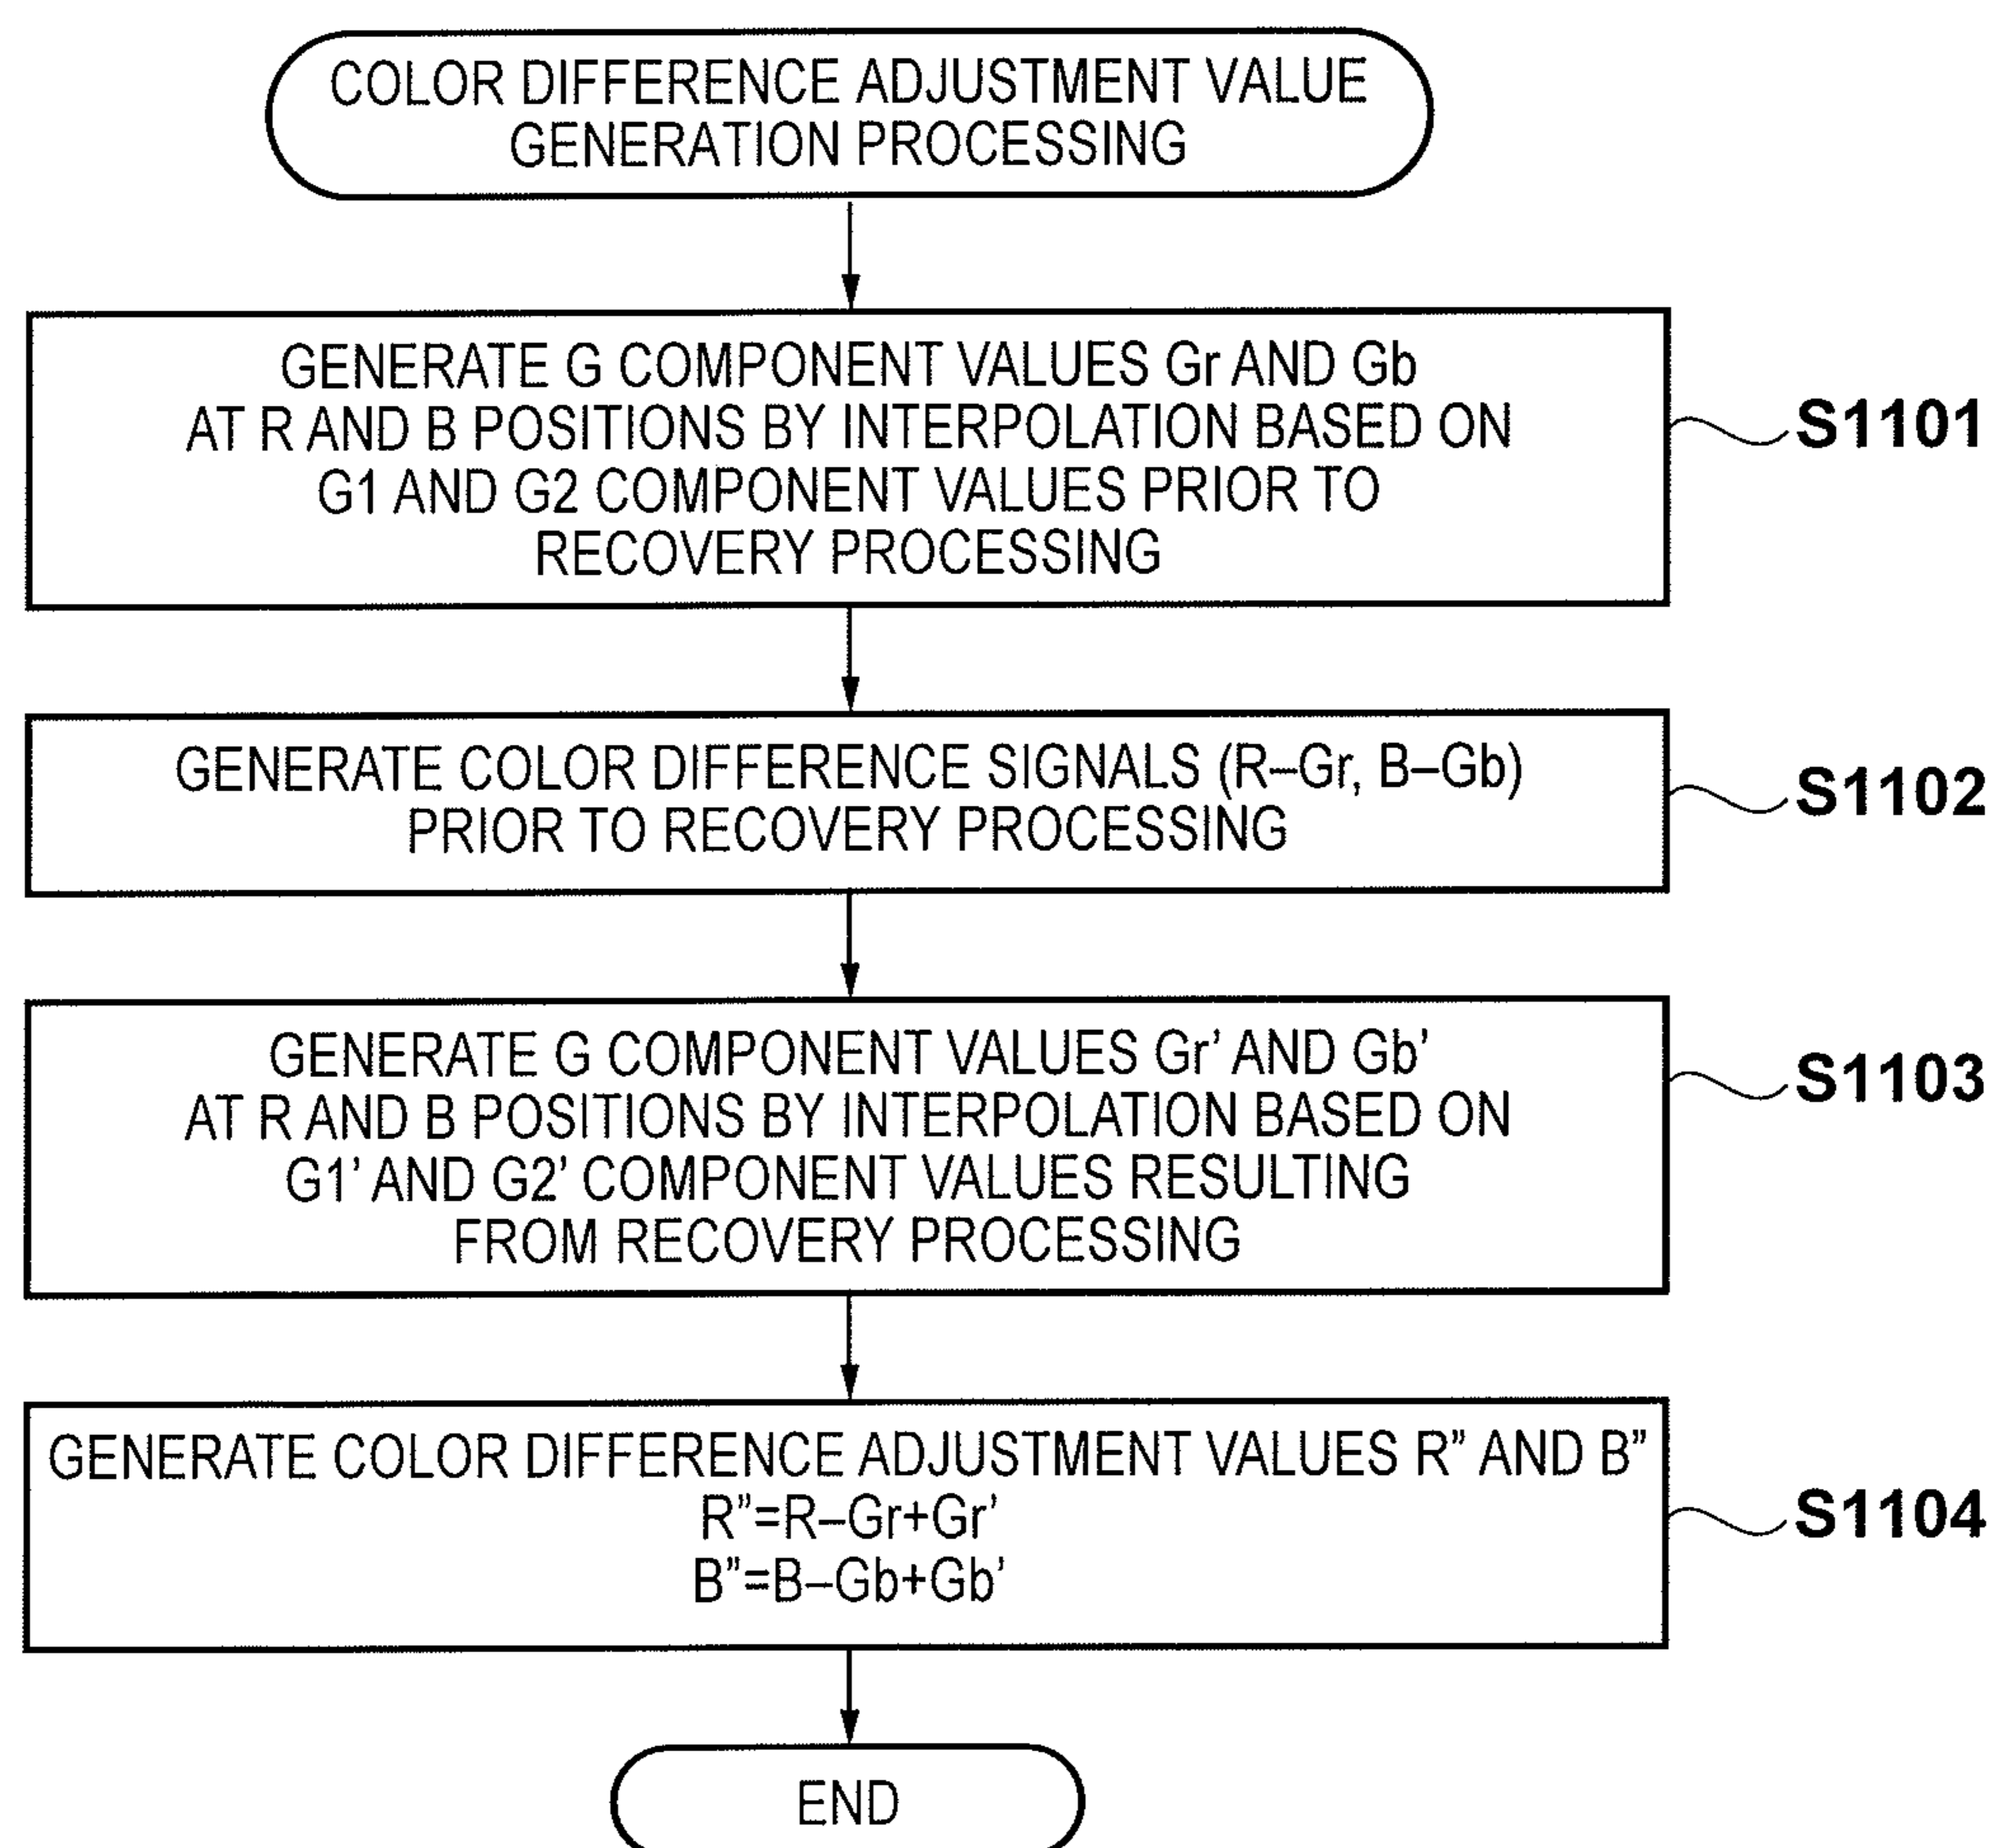 COLOR DIFFERENCE ADJUSTMENT VALUE
GENERATION PROCESSING
GENERATE G COMPONENT VALUES Gr AND Gb
AT R AND B POSITIONS BY INTERPOLATION BASED ON
G1 AND G2 COMPONENT VALUES PRIOR TO
RECOVERY PROCESSING
S1101
GENERATE COLOR DIFFERENCE SIGNALS (R–Gr, B–Gb)
PRIOR TO RECOVERY PROCESSING
S1102
GENERATE G COMPONENT VALUES Gr’ AND Gb’
AT R AND B POSITIONS BY INTERPOLATION BASED ON
G1’ AND G2’ COMPONENT VALUES RESULTING
FROM RECOVERY PROCESSING
S1103
GENERATE COLOR DIFFERENCE ADJUSTMENT VALUES R” AND B”
R”=R–Gr+Gr’
B”=B–Gb+Gb’
S1104
END